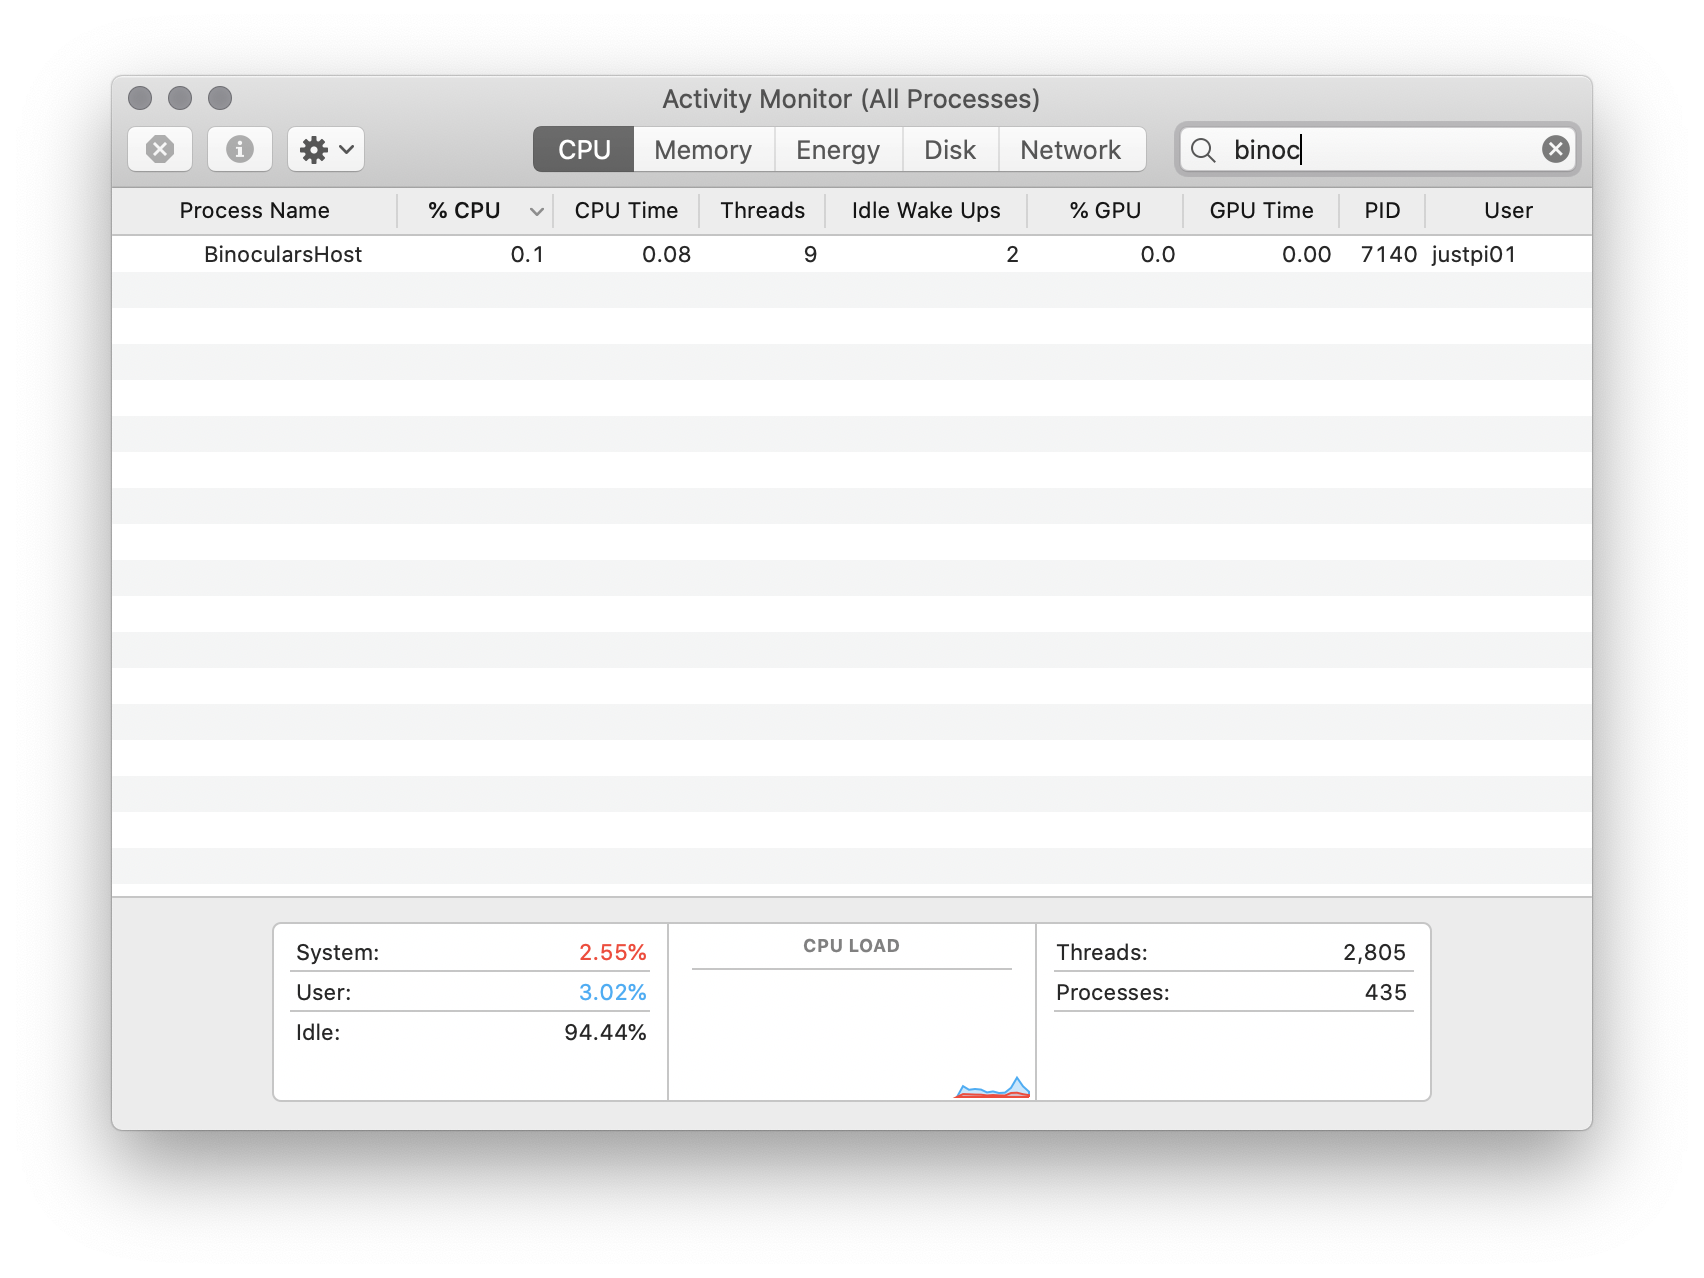 Activity Monitor (All Processes)
CPU Memory Energy Disk Network binoc
Process Name % CPU CPU Time Threads Idle Wake Ups % GPU GPU Time PID User
BinocularsHost 0.1 0.08 9 2 0.0 0.00 7140 justpi01
System: 2.55%
User: 3.02%
Idle: 94.44%
CPU LOAD
Threads: 2,805
Processes: 435